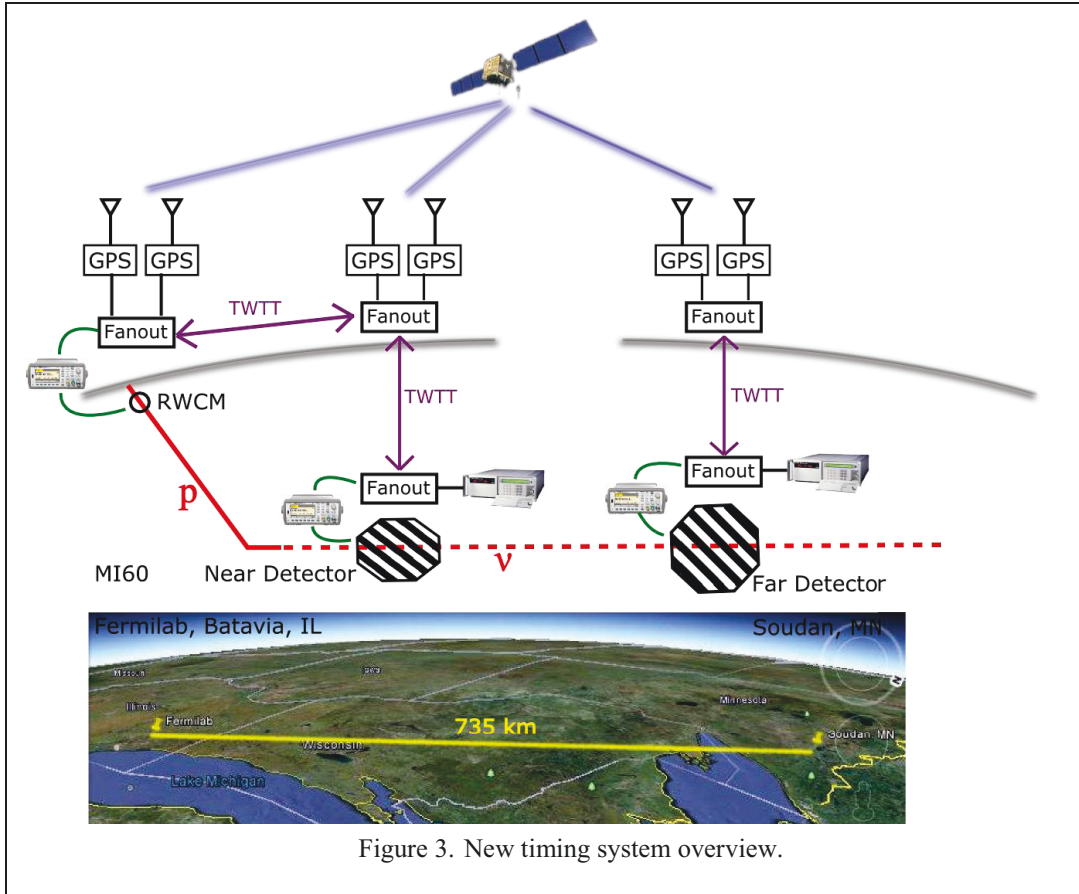 GPS GPS GPS GPS GPS GPS
TWTT
Fanout Fanout Fanout
RWCM
TWTT TWTT
Fanout Fanout
p
MI60
Near Detector
ν
Far Detector
Fermilab, Batavia, IL
Soudan, MN
Missouri
Iowa
Minnesota
N
Illinois
Fermilab
735 km
Soudan, MN
Wisconsin
Lake Michigan
Figure 3. New timing system overview.